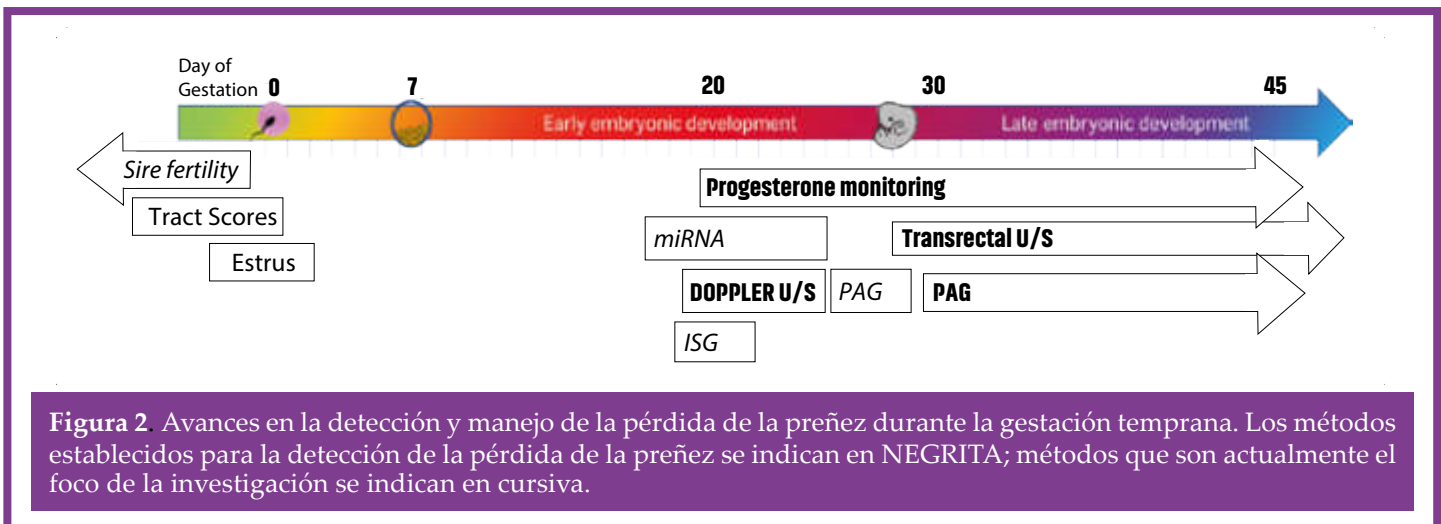 Day of
Gestation 0 7 20 30 45
Early embryonic development Late embryonic development
Sire fertility
Progesterone monitoring
Tract Scores
miRNA Transrectal U/S
Estrus
DOPPLER U/S PAG PAG
ISG
Figura 2. Avances en la detección y manejo de la pérdida de la preñez durante la gestación temprana. Los métodos
establecidos para la detección de la pérdida de la preñez se indican en NEGRITA; métodos que son actualmente el
foco de la investigación se indican en cursiva.